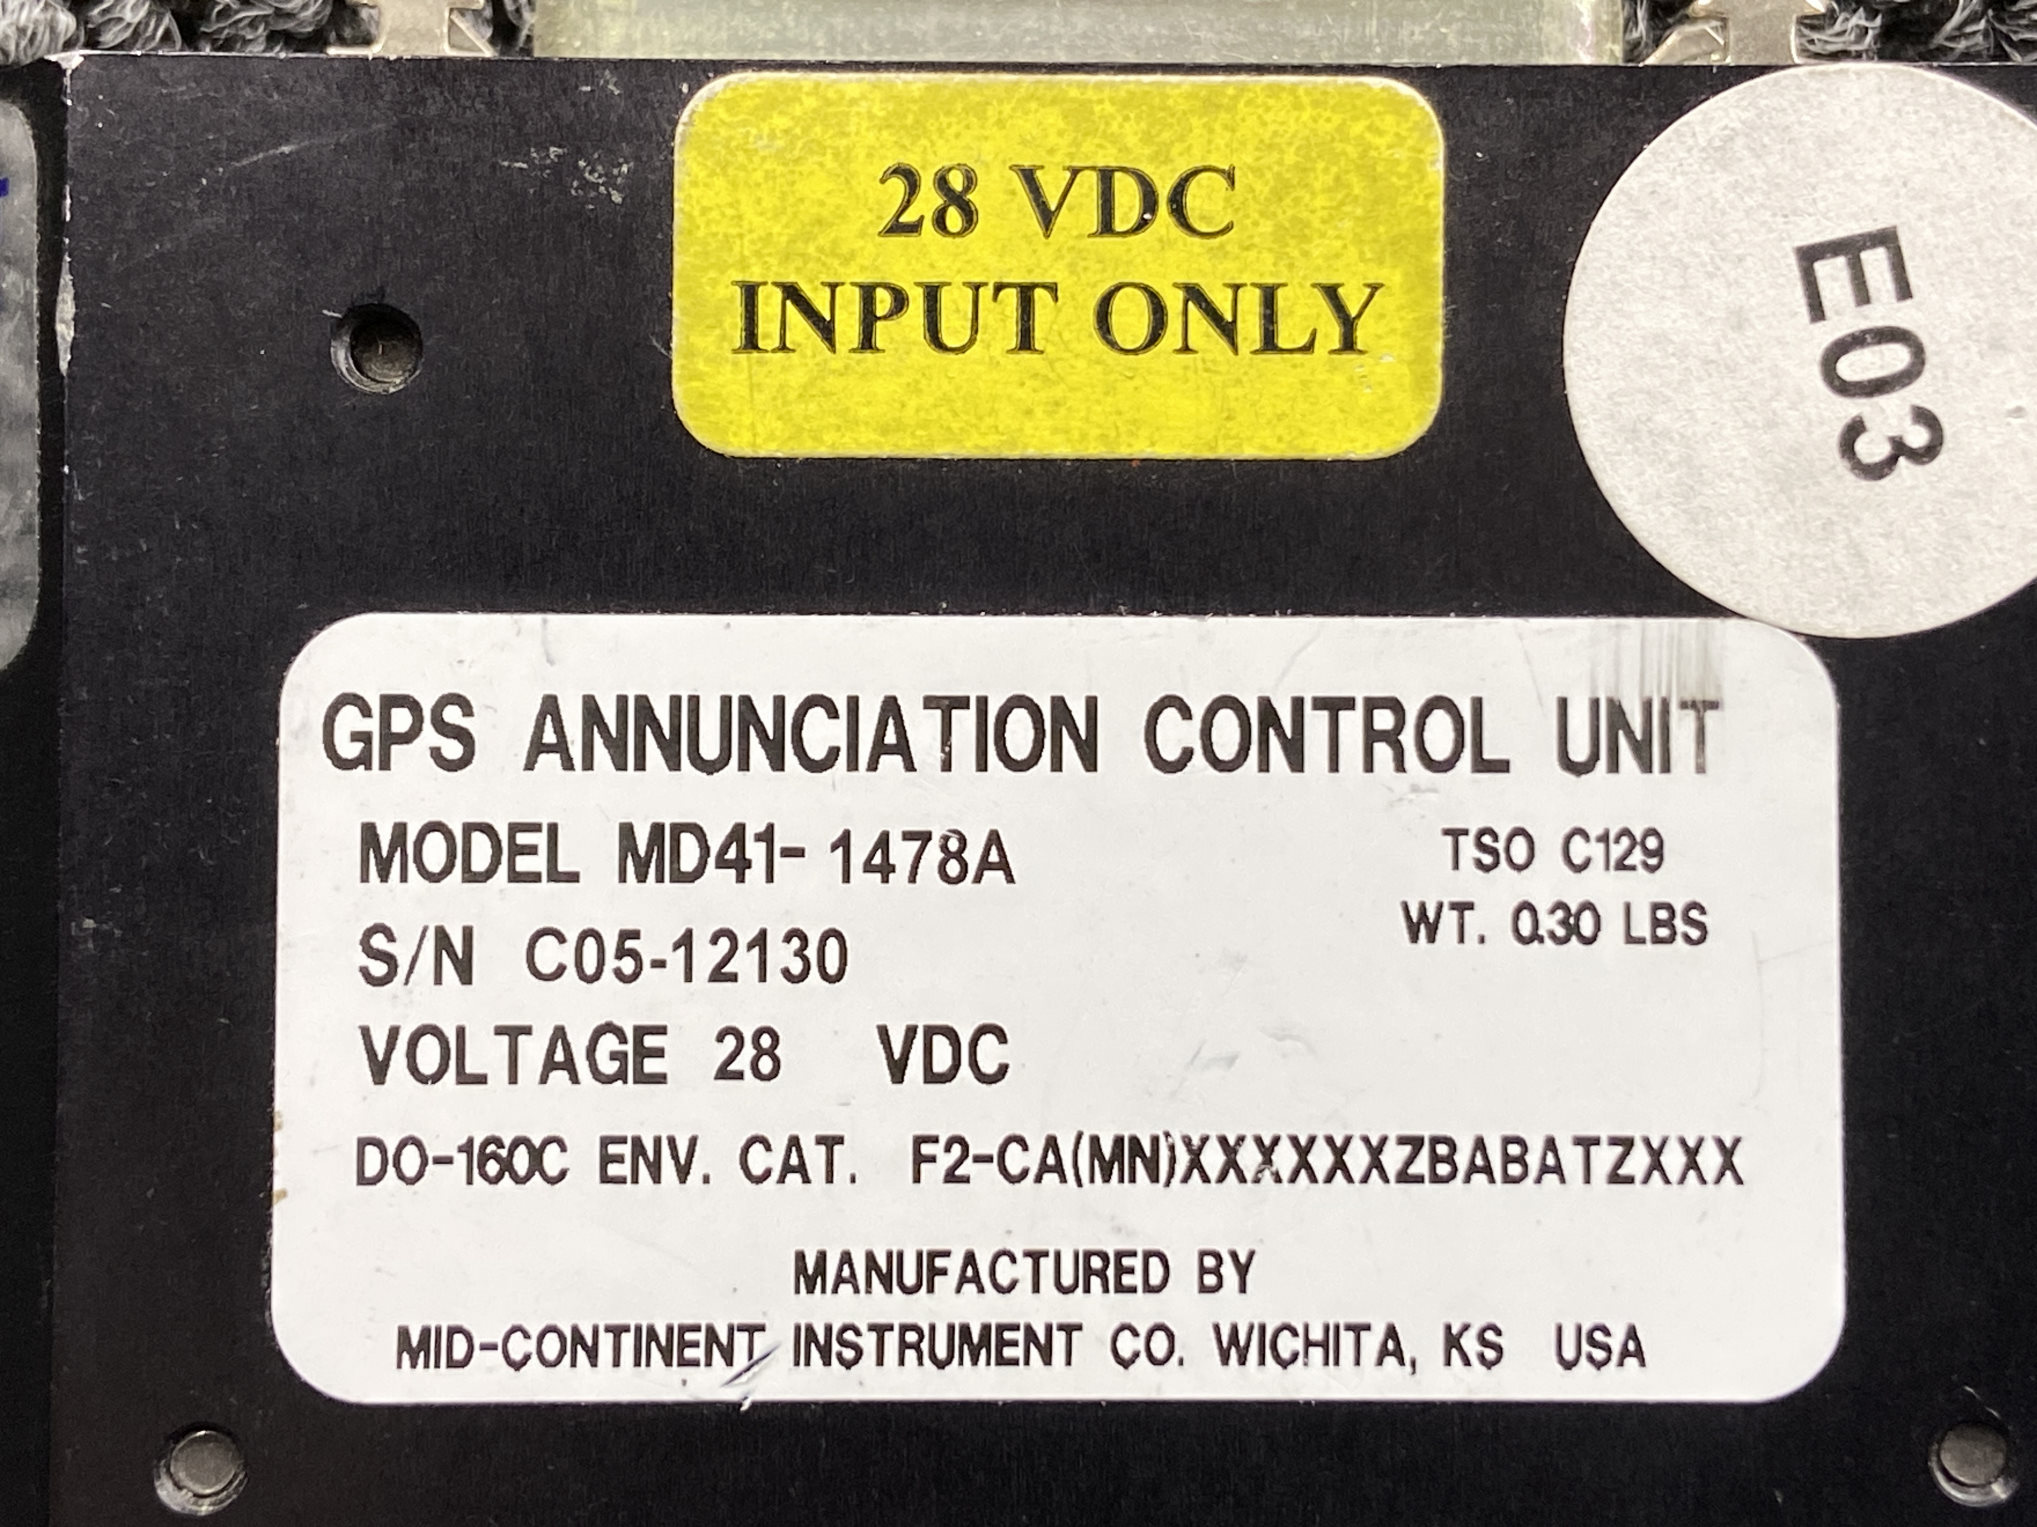 28 VDC
INPUT ONLY
E03
GPS ANNUNCIATION CONTROL UNIT
MODEL MD41-1478A
TSO C129
WT. 0.30 LBS
S/N C05-12130
VOLTAGE 28 VDC
DO-160C ENV. CAT. F2-CA(MN)XXXXXXZBABATZXXX
MANUFACTURED BY
MID-CONTINENT INSTRUMENT CO. WICHITA, KS USA